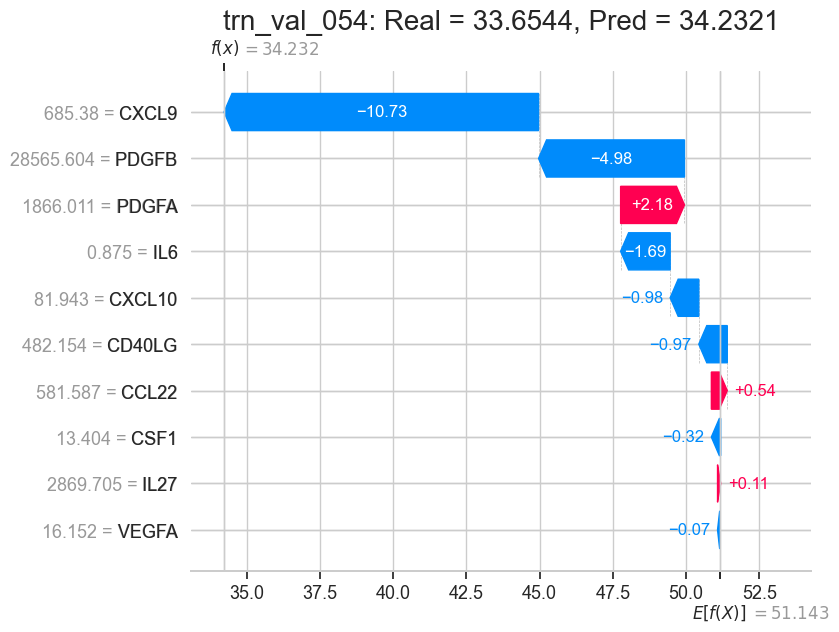 trn_val_054: Real = 33.6544, Pred = 34.2321
f(x) = 34.232
685.38 = CXCL9 −10.73
28565.604 = PDGFB −4.98
1866.011 = PDGFA +2.18
0.875 = IL6 −1.69
81.943 = CXCL10 −0.98
482.154 = CD40LG −0.97
581.587 = CCL22 +0.54
13.404 = CSF1 −0.32
2869.705 = IL27 +0.11
16.152 = VEGFA −0.07
35.0 37.5 40.0 42.5 45.0 47.5 50.0 52.5
E[f(X)] = 51.143